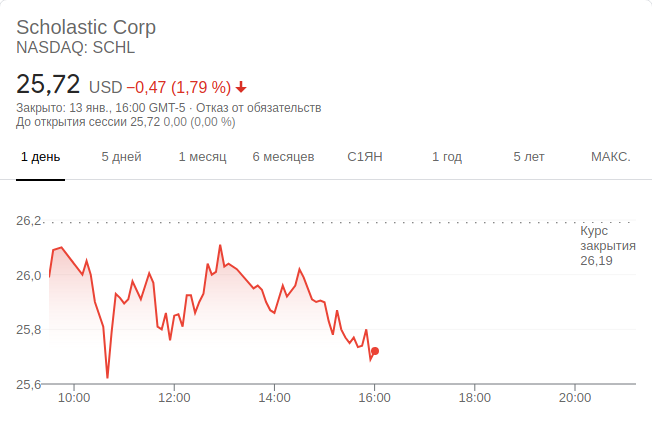 Scholastic Corp
NASDAQ: SCHL
25,72 USD −0,47 (1,79 %)
Закрыто: 13 янв., 16:00 GMT-5 · Отказ от обязательств
До открытия сессии 25,72 0,00 (0,00 %)
1 день 5 дней 1 месяц 6 месяцев С1ЯН 1 год 5 лет МАКС.
26,2
Курс
закрытия
26,19
26,0
25,8
25,6
10:00 12:00 14:00 16:00 18:00 20:00